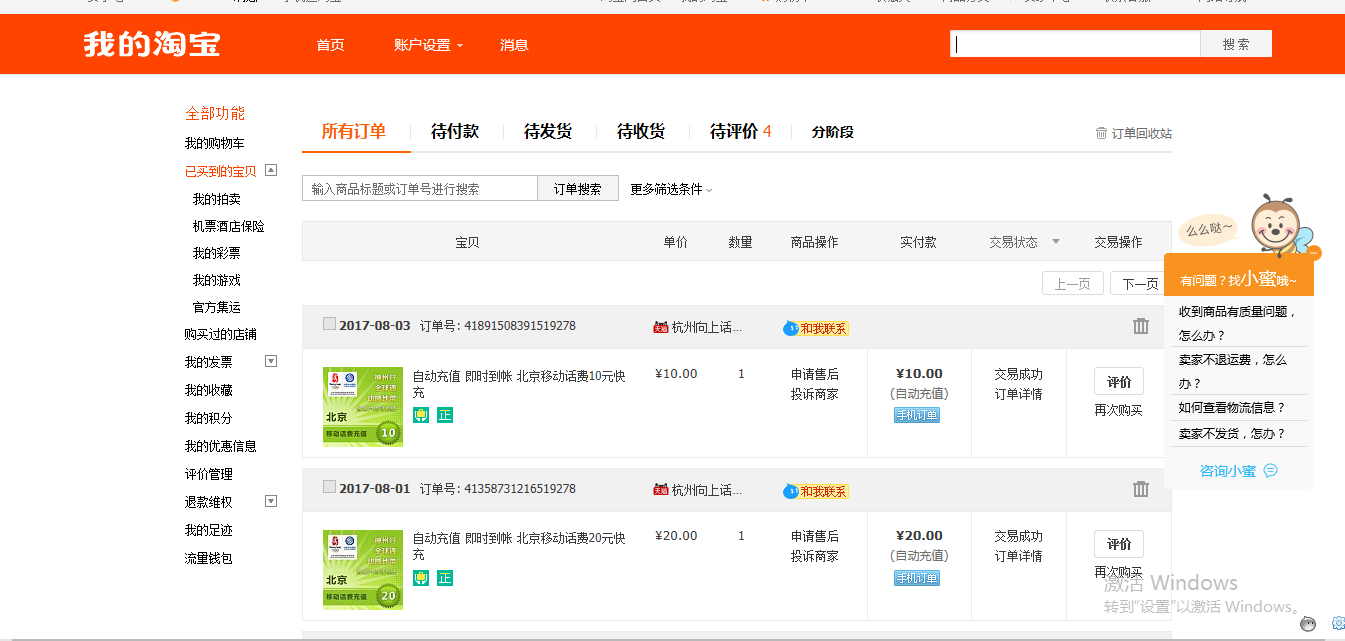 我的淘宝
首页 账户设置 消息
搜 索
全部功能
我的购物车
已买到的宝贝
我的拍卖
机票酒店保险
我的彩票
我的游戏
官方集运
购买过的店铺
我的发票
我的收藏
我的积分
我的优惠信息
评价管理
退款维权
我的足迹
流量钱包
所有订单 待付款 待发货 待收货 待评价 4 分阶段
订单回收站
输入商品标题或订单号进行搜索 订单搜索 更多筛选条件
宝贝 单价 数量 商品操作 实付款 交易状态 交易操作
上一页 下一页
2017-08-03 订单号: 41891508391519278 天猫 杭州向上话... 和我联系
自动充值 即时到帐 北京移动话费10元快
充
正
北京
移动话费充值 10
¥10.00 1
申请售后
投诉商家
¥10.00
(自动充值)
手机订单
交易成功
订单详情
评价
再次购买
2017-08-01 订单号: 41358731216519278 天猫 杭州向上话... 和我联系
自动充值 即时到帐 北京移动话费20元快
充
正
北京
移动话费充值 20
¥20.00 1
申请售后
投诉商家
¥20.00
(自动充值)
手机订单
交易成功
订单详情
评价
再次购买
么么哒~
有问题？找小蜜哦~
收到商品有质量问题，
怎么办？
卖家不退运费，怎么
办？
如何查看物流信息？
卖家不发货，怎办？
咨询小蜜
激活 Windows
转到“设置”以激活 Windows。